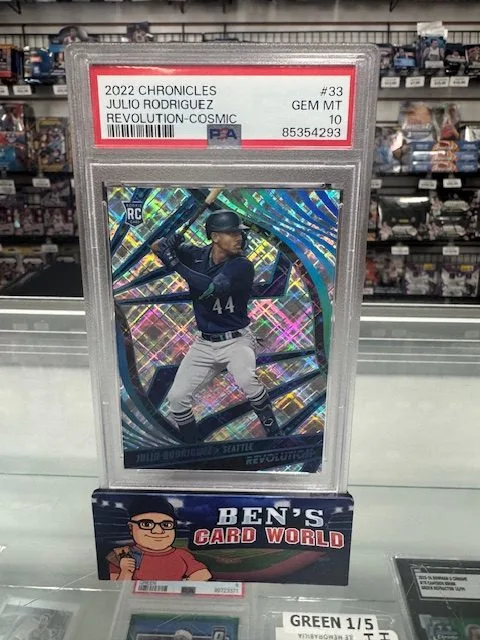 2022 CHRONICLES #33
JULIO RODRIGUEZ GEM MT
REVOLUTION-COSMIC 10
PSA 85354293
RC
44
JULIO RODRIGUEZ SEATTLE
REVOLUTION
BEN'S
CARD WORLD
GREEN 1/5